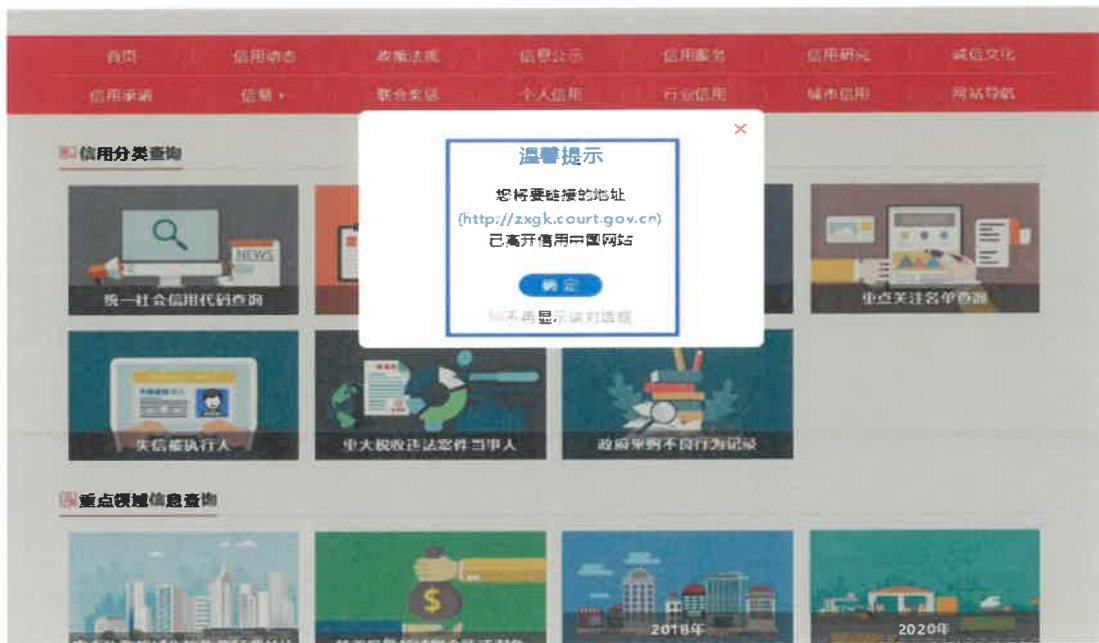 首页 信用动态 政策法规 信息公示 信用服务 信用研究 诚信文化
信用承诺 信息 联合奖惩 个人信用 行业信用 城市信用 网站导航
信用分类查询
温馨提示
您将要链接的地址
(http://zxgk.court.gov.cn)
已离开信用中国网站
确定
不再显示该对话框
NEWS
统一社会信用代码查询
重点关注名单查询
失信被执行人
重大税收违法案件当事人
政府采购不良行为记录
重点领域信息查询
2018年
2020年